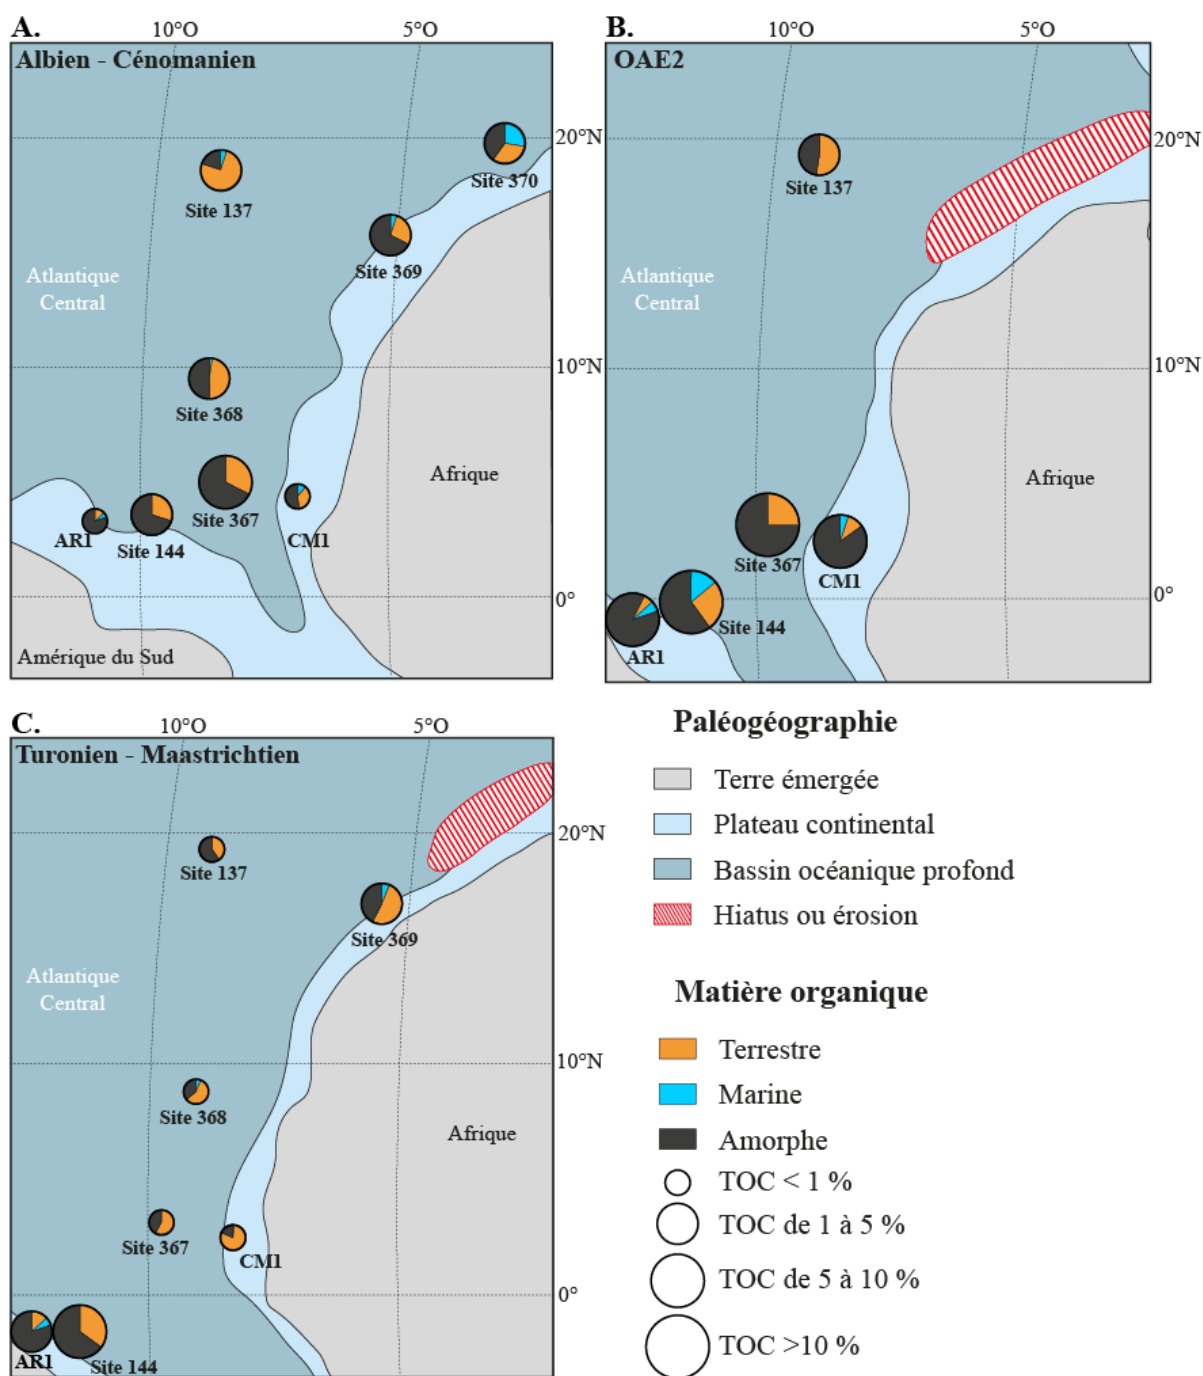 A.
10°O
5°O
Albien - Cénomanien
20°N
Site 370
Site 137
Site 369
Atlantique
Central
10°N
Site 368
Afrique
Site 367
AR1
Site 144
CM1
0°
Amérique du Sud
B.
10°O
5°O
OAE2
20°N
Site 137
Atlantique
Central
10°N
Afrique
Site 367
CM1
0°
Site 144
AR1
C.
10°O
5°O
Turonien - Maastrichtien
20°N
Site 137
Site 369
Atlantique
Central
10°N
Site 368
Afrique
Site 367
CM1
0°
AR1
Site 144
Paléogéographie
Terre émergée
Plateau continental
Bassin océanique profond
Hiatus ou érosion
Matière organique
Terrestre
Marine
Amorphe
TOC < 1 %
TOC de 1 à 5 %
TOC de 5 à 10 %
TOC >10 %